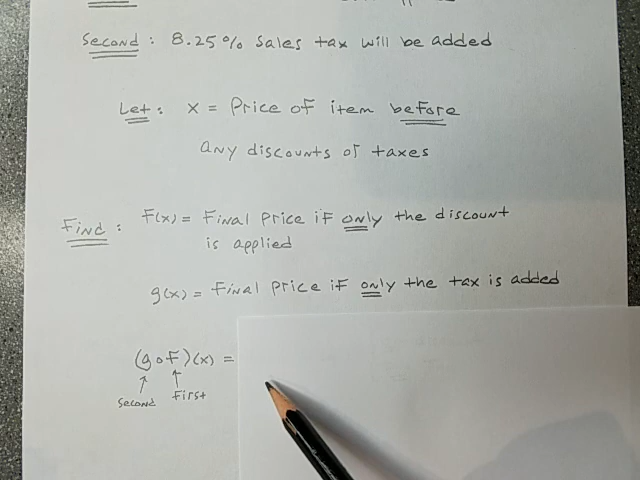 Second: 8.25% sales tax will be added
Let: x = Price of item before
any discounts of taxes
Find: F(x) = Final Price if only the discount
is applied
g(x) = Final Price if only the tax is added
(g∘F)(x) =
Second First